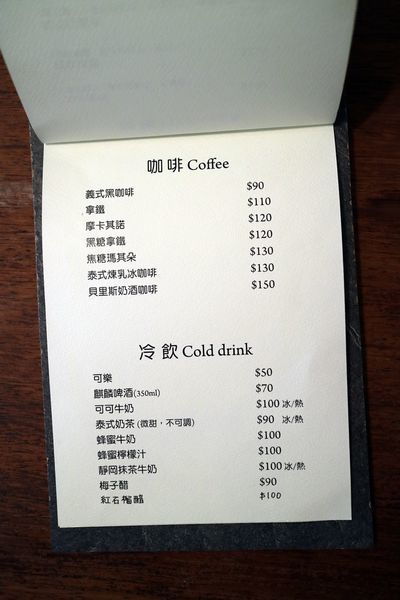 咖啡 Coffee
義式黑咖啡 $90
拿鐵 $110
摩卡其諾 $120
黑糖拿鐵 $120
焦糖瑪其朵 $130
泰式煉乳冰咖啡 $130
貝里斯奶酒咖啡 $150
冷飲 Cold drink
可樂 $50
麒麟啤酒(350ml) $70
可可牛奶 $100 冰/熱
泰式奶茶 (微甜，不可調) $90 冰/熱
蜂蜜牛奶 $100
蜂蜜檸檬汁 $100
靜岡抹茶牛奶 $100 冰/熱
梅子醋 $90
紅石榴醋 $100